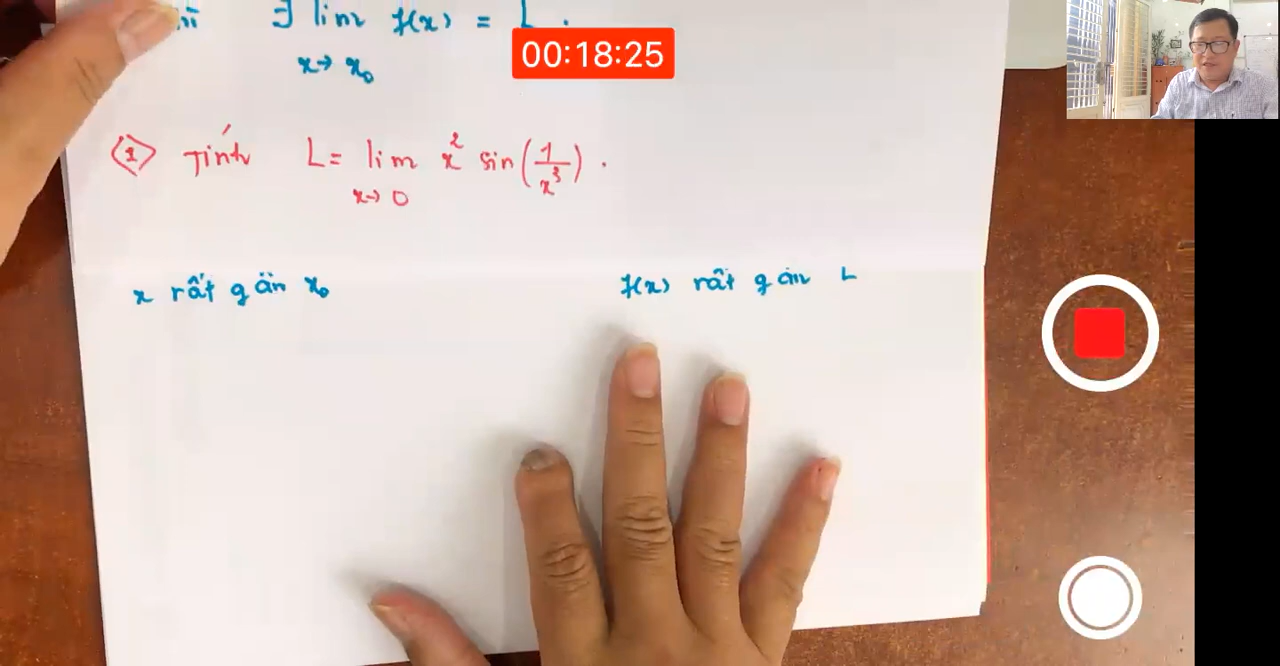 ∃ lim f(x) = L.
x→x₀
00:18:25
⟨1⟩ Tính L = lim x² sin(1/x³).
x→0
x rất gần x₀ f(x) rất gần L